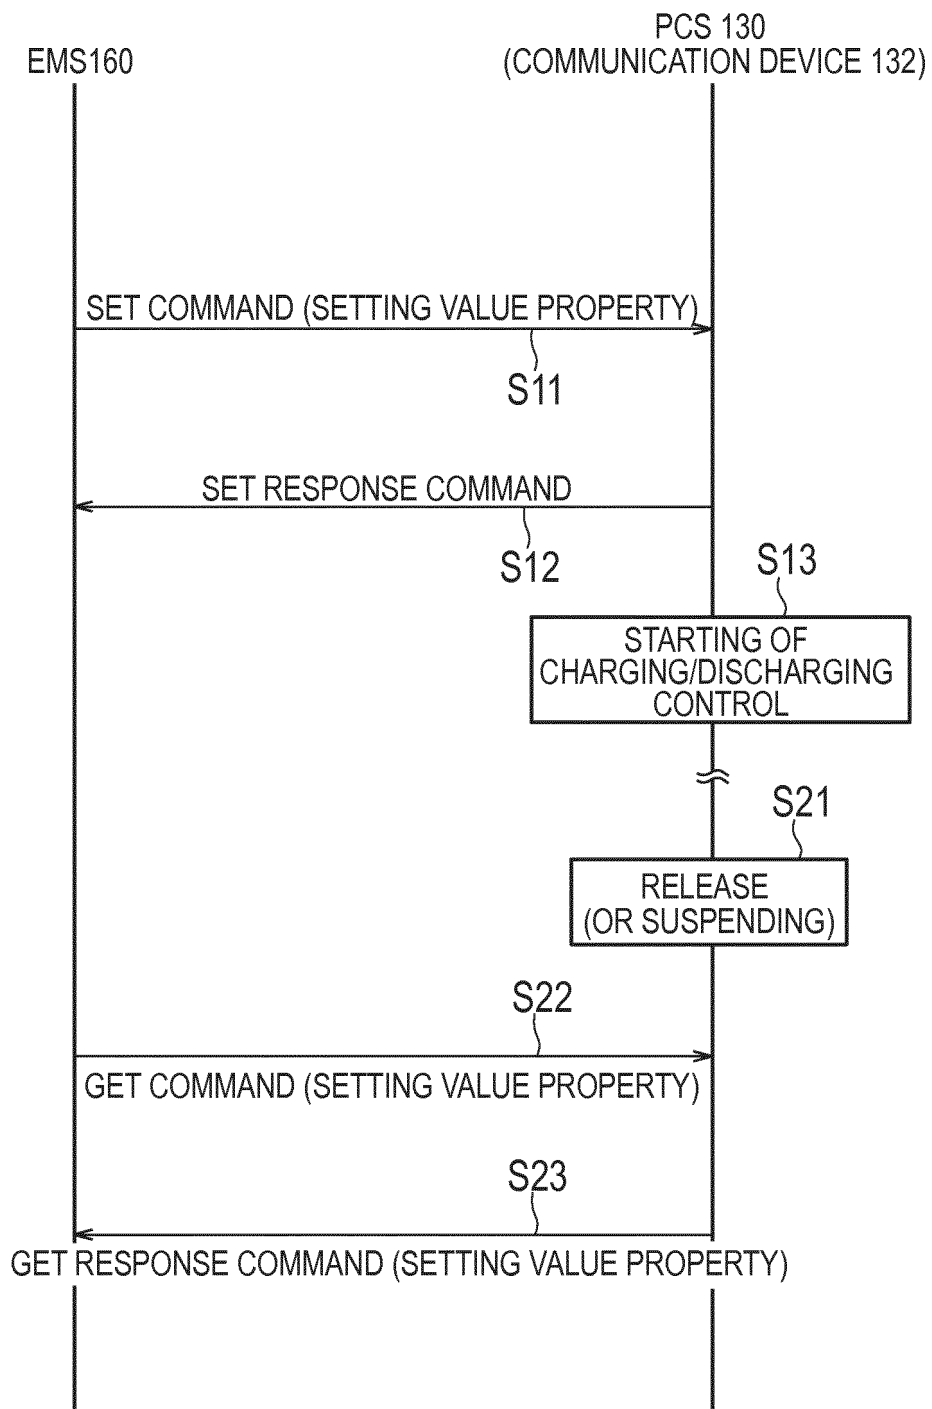 EMS160
PCS 130
(COMMUNICATION DEVICE 132)
SET COMMAND (SETTING VALUE PROPERTY)
S11
SET RESPONSE COMMAND
S12
S13
STARTING OF
CHARGING/DISCHARGING
CONTROL
S21
RELEASE
(OR SUSPENDING)
S22
GET COMMAND (SETTING VALUE PROPERTY)
S23
GET RESPONSE COMMAND (SETTING VALUE PROPERTY)